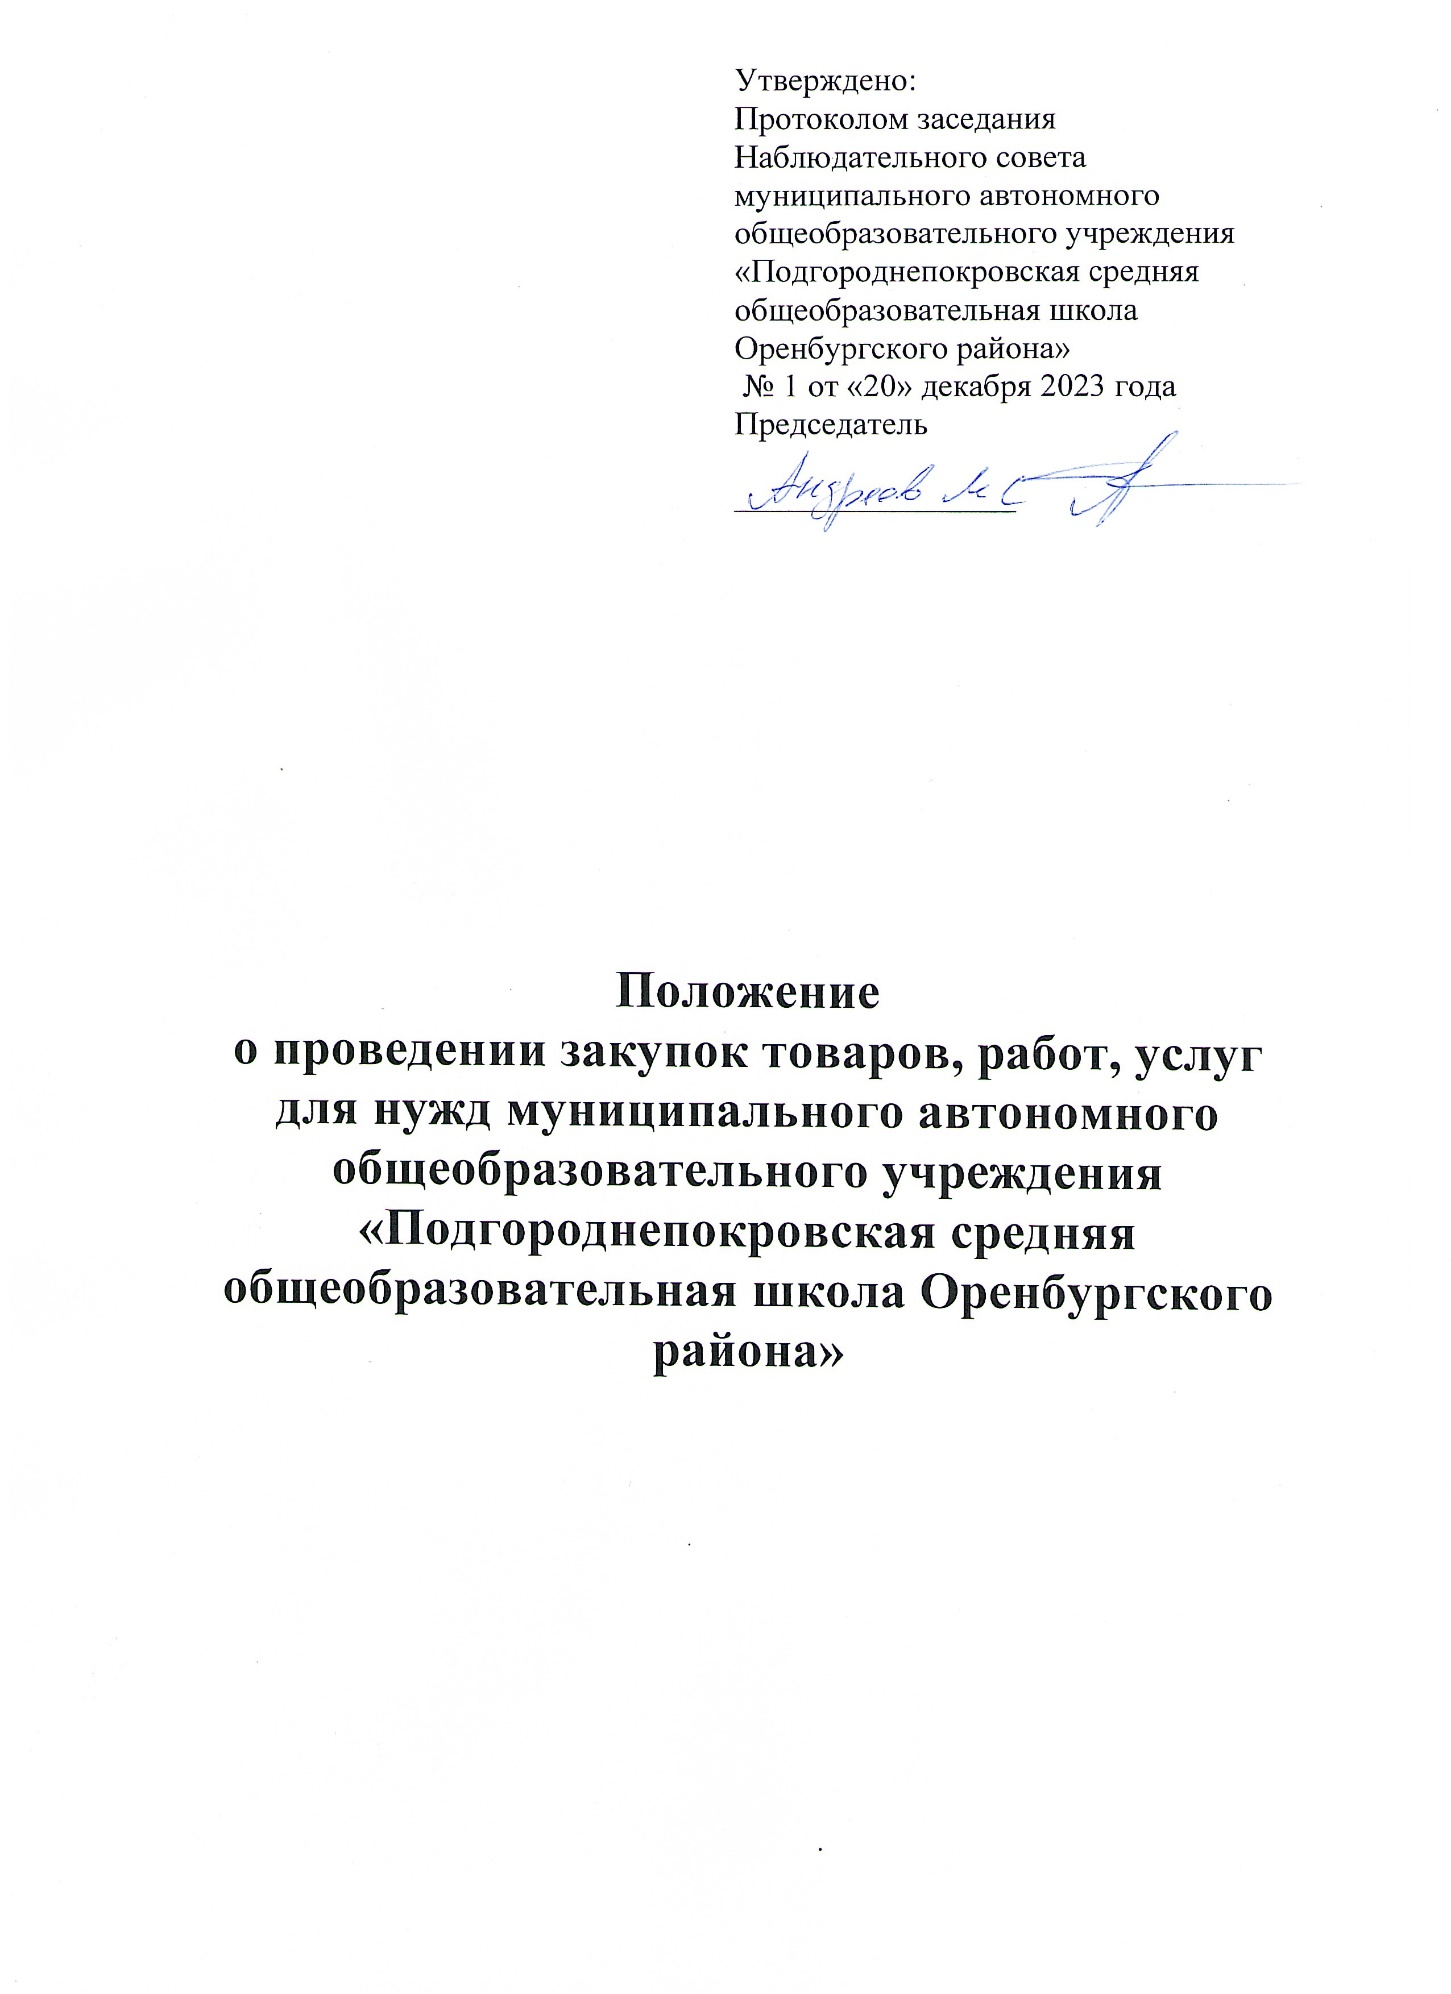 Утверждено:
Протоколом заседания
Наблюдательного совета
муниципального автономного
общеобразовательного учреждения
«Подгороднепокровская средняя
общеобразовательная школа
Оренбургского района»
№ 1 от «20» декабря 2023 года
Председатель
Андреев М С
Положение
о проведении закупок товаров, работ, услуг
для нужд муниципального автономного
общеобразовательного учреждения
«Подгороднепокровская средняя
общеобразовательная школа Оренбургского
района»